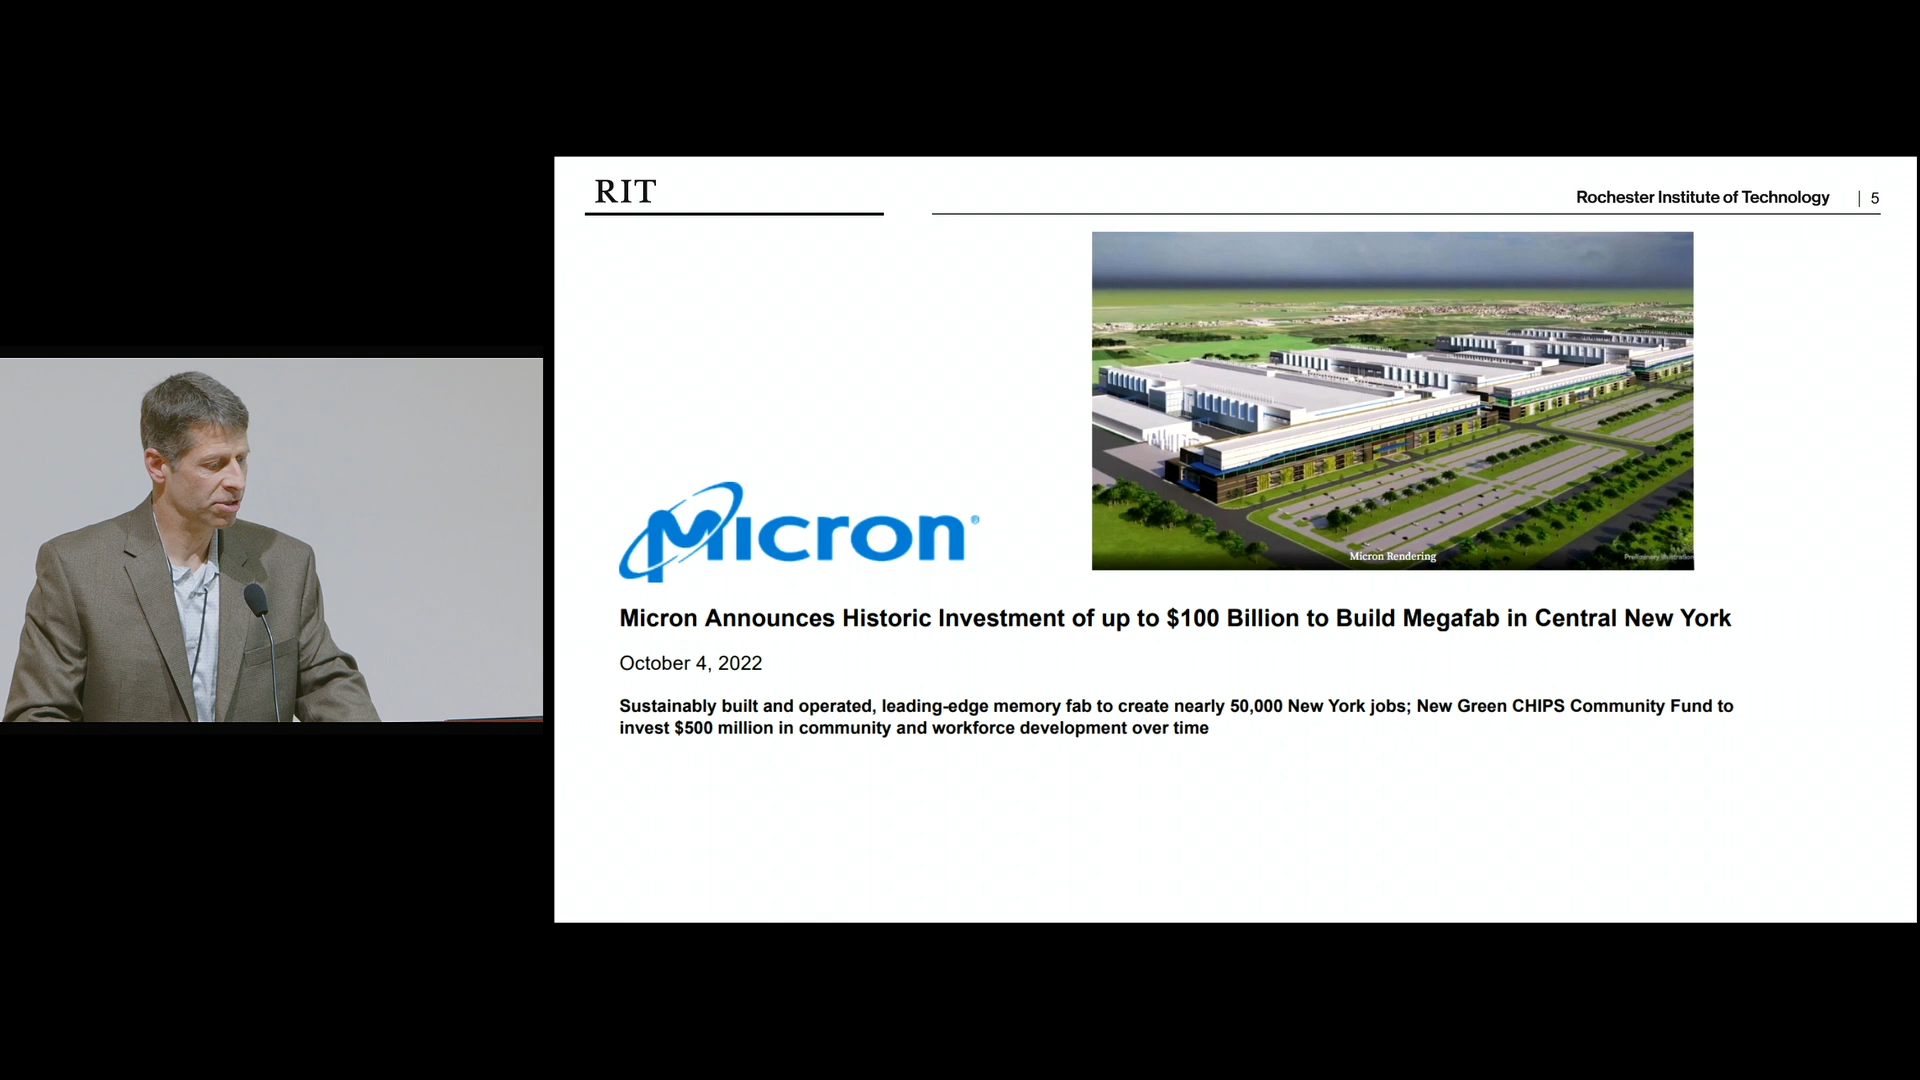 RIT
Rochester Institute of Technology | 5
Micron Rendering
Preliminary Illustration
Micron®
Micron Announces Historic Investment of up to $100 Billion to Build Megafab in Central New York
October 4, 2022
Sustainably built and operated, leading-edge memory fab to create nearly 50,000 New York jobs; New Green CHIPS Community Fund to
invest $500 million in community and workforce development over time